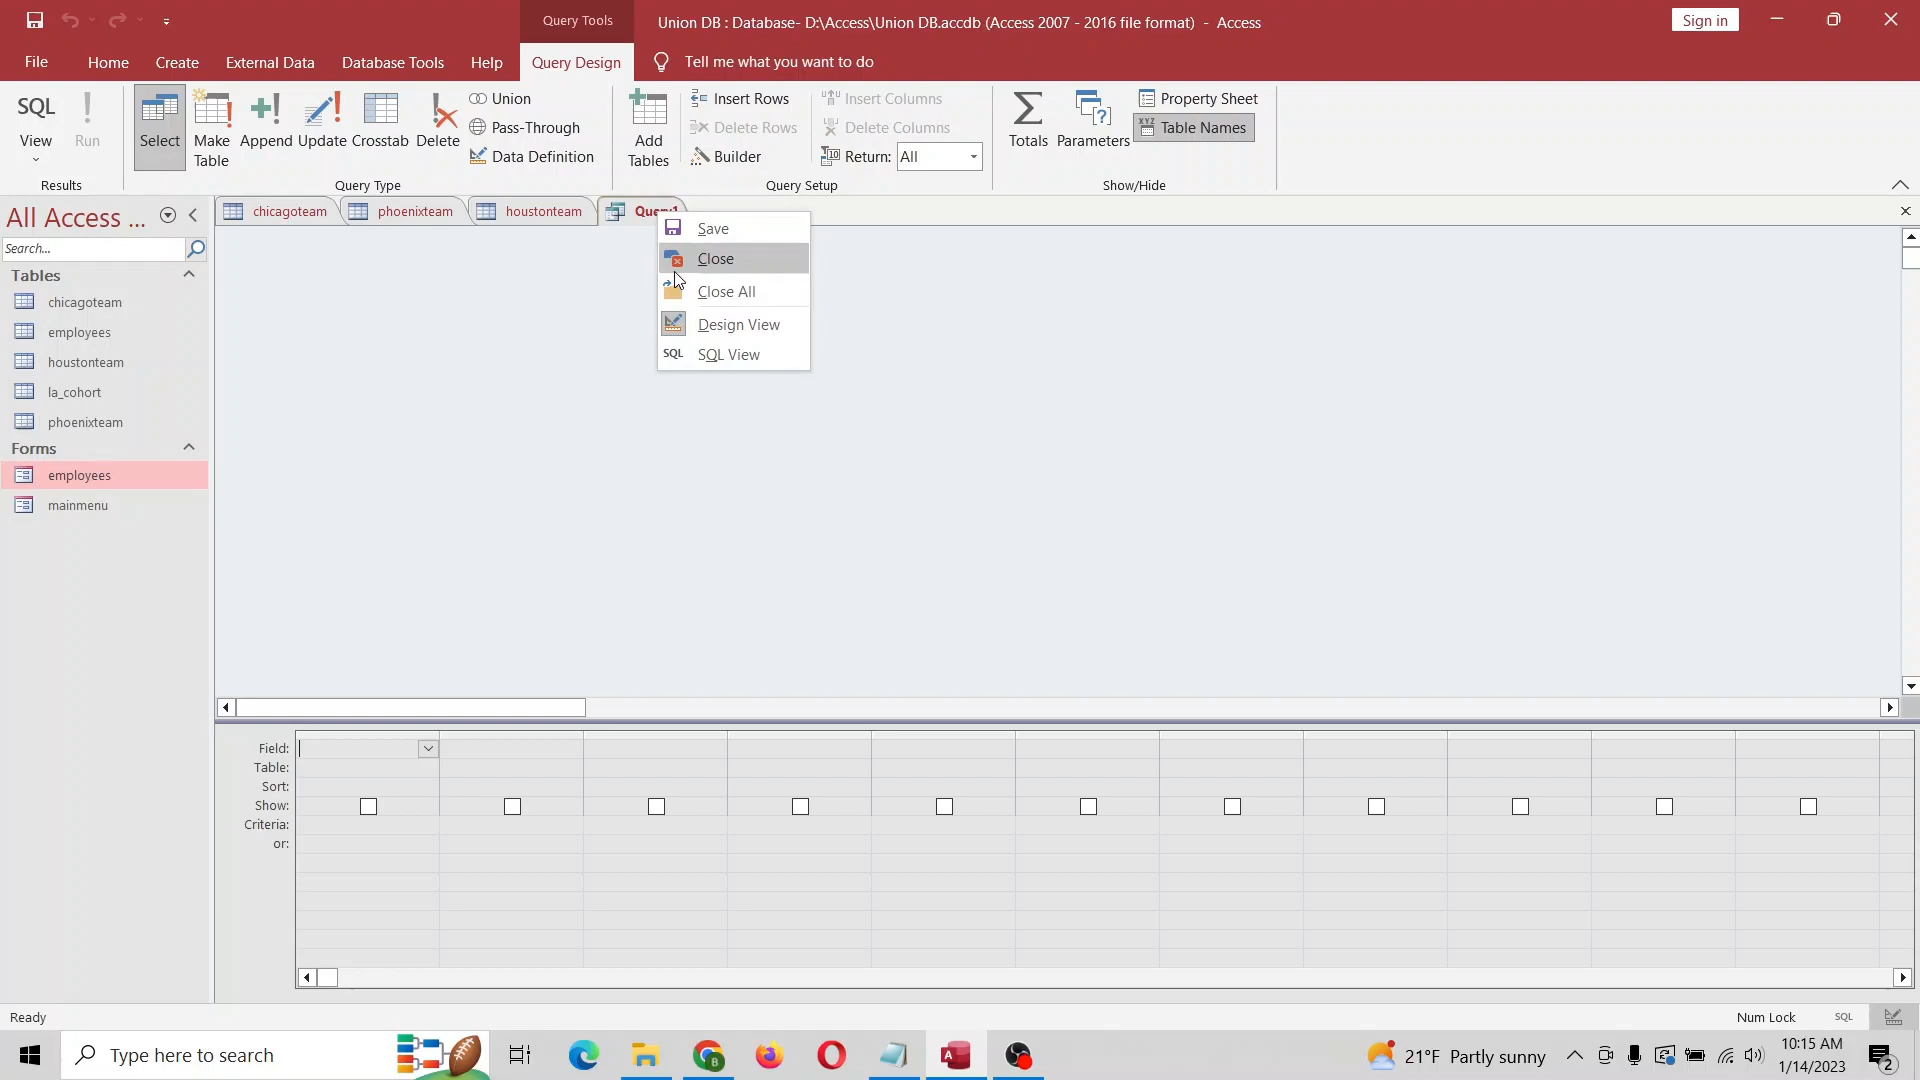 Query Tools
Union DB : Database- D:\Access\Union DB.accdb (Access 2007 - 2016 file format) - Access
Sign in
File
Home
Create
External Data
Database Tools
Help
Query Design
Tell me what you want to do
SQL
View
Run
Select
Make
Table
Append
Update
Crosstab
Delete
Union
Pass-Through
Data Definition
Add
Tables
Insert Rows
Delete Rows
Builder
Insert Columns
Delete Columns
Return: All
Totals
Parameters
Property Sheet
Table Names
Results
Query Type
Query Setup
Show/Hide
All Access ...
Search...
Tables
chicagoteam
employees
houstonteam
la_cohort
phoenixteam
Forms
employees
mainmenu
chicagoteam
phoenixteam
houstonteam
Query1
Save
Close
Close All
Design View
SQL SQL View
Field:
Table:
Sort:
Show:
Criteria:
or:
Ready
Num Lock
SQL
Type here to search
21°F Partly sunny
10:15 AM
1/14/2023
2